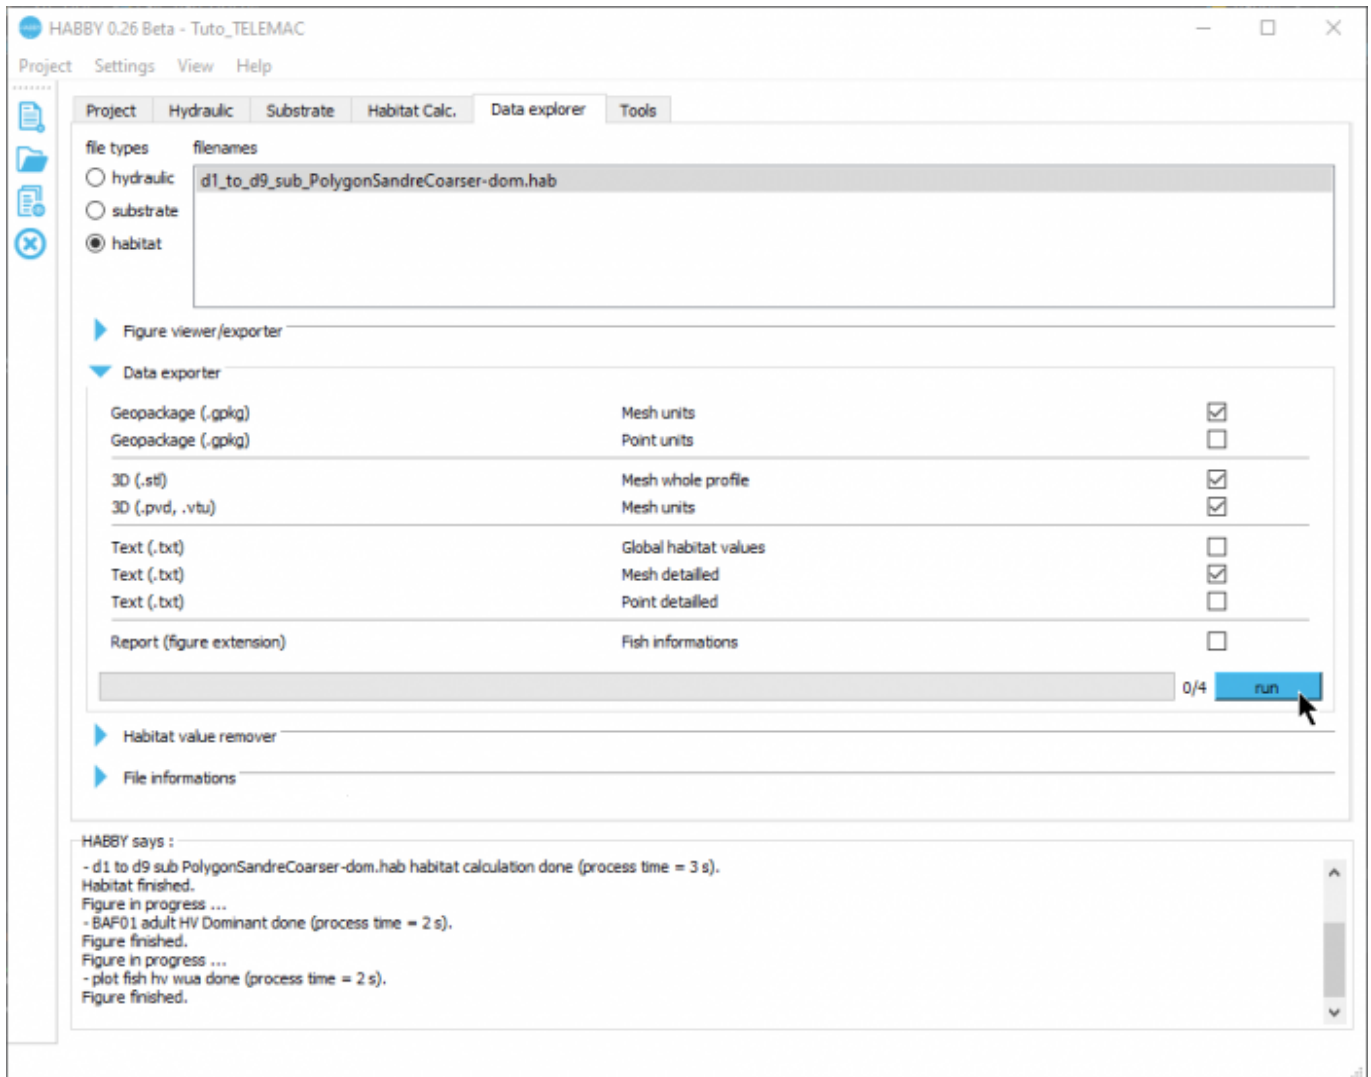 HABBY 0.26 Beta - Tuto_TELEMAC
Project Settings View Help
Project Hydraulic Substrate Habitat Calc. Data explorer Tools
file types filenames
hydraulic d1_to_d9_sub_PolygonSandreCoarser-dom.hab
substrate
habitat
Figure viewer/exporter
Data exporter
Geopackage (.gpkg) Mesh units
Geopackage (.gpkg) Point units
3D (.stl) Mesh whole profile
3D (.pvd, .vtu) Mesh units
Text (.txt) Global habitat values
Text (.txt) Mesh detailled
Text (.txt) Point detailled
Report (figure extension) Fish informations
0/4 run
Habitat value remover
File informations
HABBY says :
- d1 to d9 sub PolygonSandreCoarser-dom.hab habitat calculation done (process time = 3 s).
Habitat finished.
Figure in progress ...
- BAF01 adult HV Dominant done (process time = 2 s).
Figure finished.
Figure in progress ...
- plot fish hv wua done (process time = 2 s).
Figure finished.